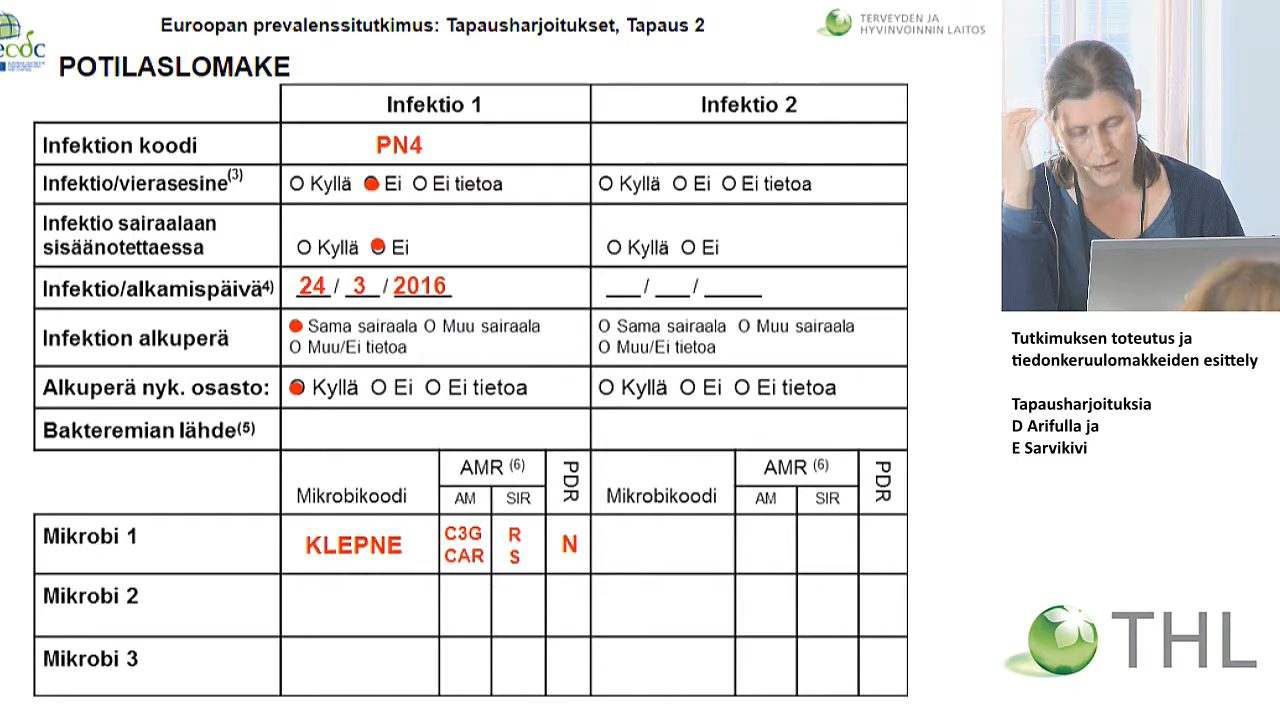 Euroopan prevalenssitutkimus: Tapausharjoitukset, Tapaus 2
TERVEYDEN JA
HYVINVOINNIN LAITOS
ecdc
POTILASLOMAKE
Infektio 1 Infektio 2
Infektion koodi PN4
Infektio/vierasesine(3) O Kyllä Ei O Ei tietoa O Kyllä O Ei O Ei tietoa
Infektio sairaalaan
sisäänotettaessa O Kyllä Ei O Kyllä O Ei
Infektio/alkamispäivä4) 24 / 3 / 2016 ___/ ___/ _____
Infektion alkuperä
Sama sairaala O Muu sairaala
O Muu/Ei tietoa
O Sama sairaala O Muu sairaala
O Muu/Ei tietoa
Alkuperä nyk. osasto: Kyllä O Ei O Ei tietoa O Kyllä O Ei O Ei tietoa
Bakteremian lähde(5)
Mikrobikoodi AMR (6) AM SIR PDR Mikrobikoodi AMR (6) AM SIR PDR
Mikrobi 1 KLEPNE C3G R N
CAR S
Mikrobi 2
Mikrobi 3
Tutkimuksen toteutus ja
tiedonkeruulomakkeiden esittely
Tapausharjoituksia
D Arifulla ja
E Sarvikivi
THL